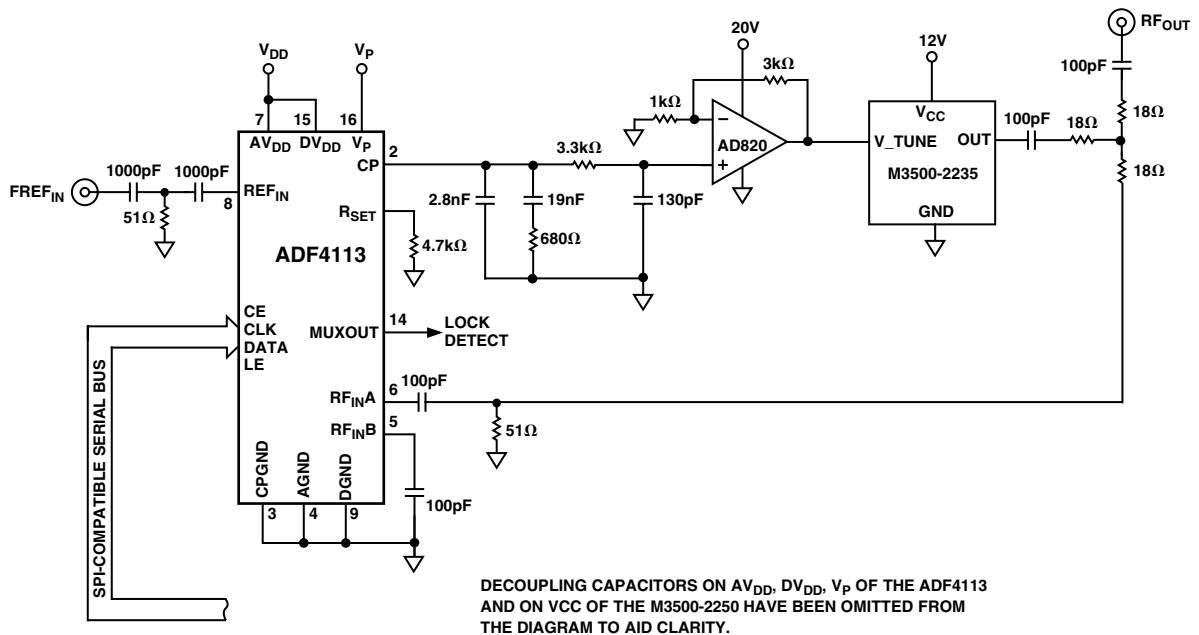 RF_OUT
20V
12V
V_DD
V_P
100pF
3kΩ
1kΩ
18Ω
7
15
16
AV_DD
DV_DD
V_P
V_CC
100pF
18Ω
V_TUNE
OUT
AD820
M3500-2235
CP
2
3.3kΩ
18Ω
1000pF
1000pF
FREF_IN
8
REF_IN
51Ω
2.8nF
19nF
130pF
GND
R_SET
680Ω
4.7kΩ
ADF4113
CE
CLK
DATA
LE
MUXOUT
14
LOCK
DETECT
SPI-COMPATIBLE SERIAL BUS
100pF
RF_INA
6
RF_INB
5
51Ω
CPGND
AGND
DGND
100pF
3
4
9
DECOUPLING CAPACITORS ON AV_DD, DV_DD, V_P OF THE ADF4113
AND ON VCC OF THE M3500-2250 HAVE BEEN OMITTED FROM
THE DIAGRAM TO AID CLARITY.